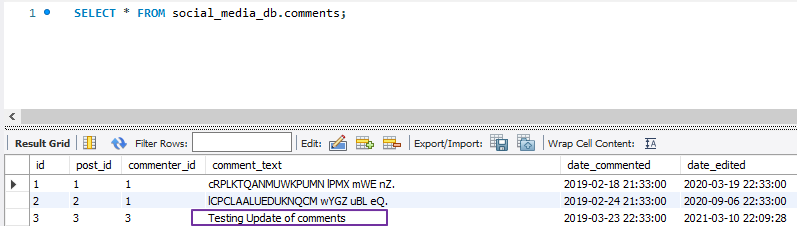 1 SELECT * FROM social_media_db.comments;
Result Grid Filter Rows: Edit: Export/Import: Wrap Cell Content:
id post_id commenter_id comment_text date_commented date_edited
1 1 1 cRPLKTQANMUWKPUMN lPMX mWE nZ. 2019-02-18 21:33:00 2020-03-19 22:33:00
2 2 1 lCPCLAALUEDUKNQCM wYGZ uBL eQ. 2019-02-24 21:33:00 2020-09-06 22:33:00
3 3 3 Testing Update of comments 2019-03-23 22:33:00 2021-03-10 22:09:28